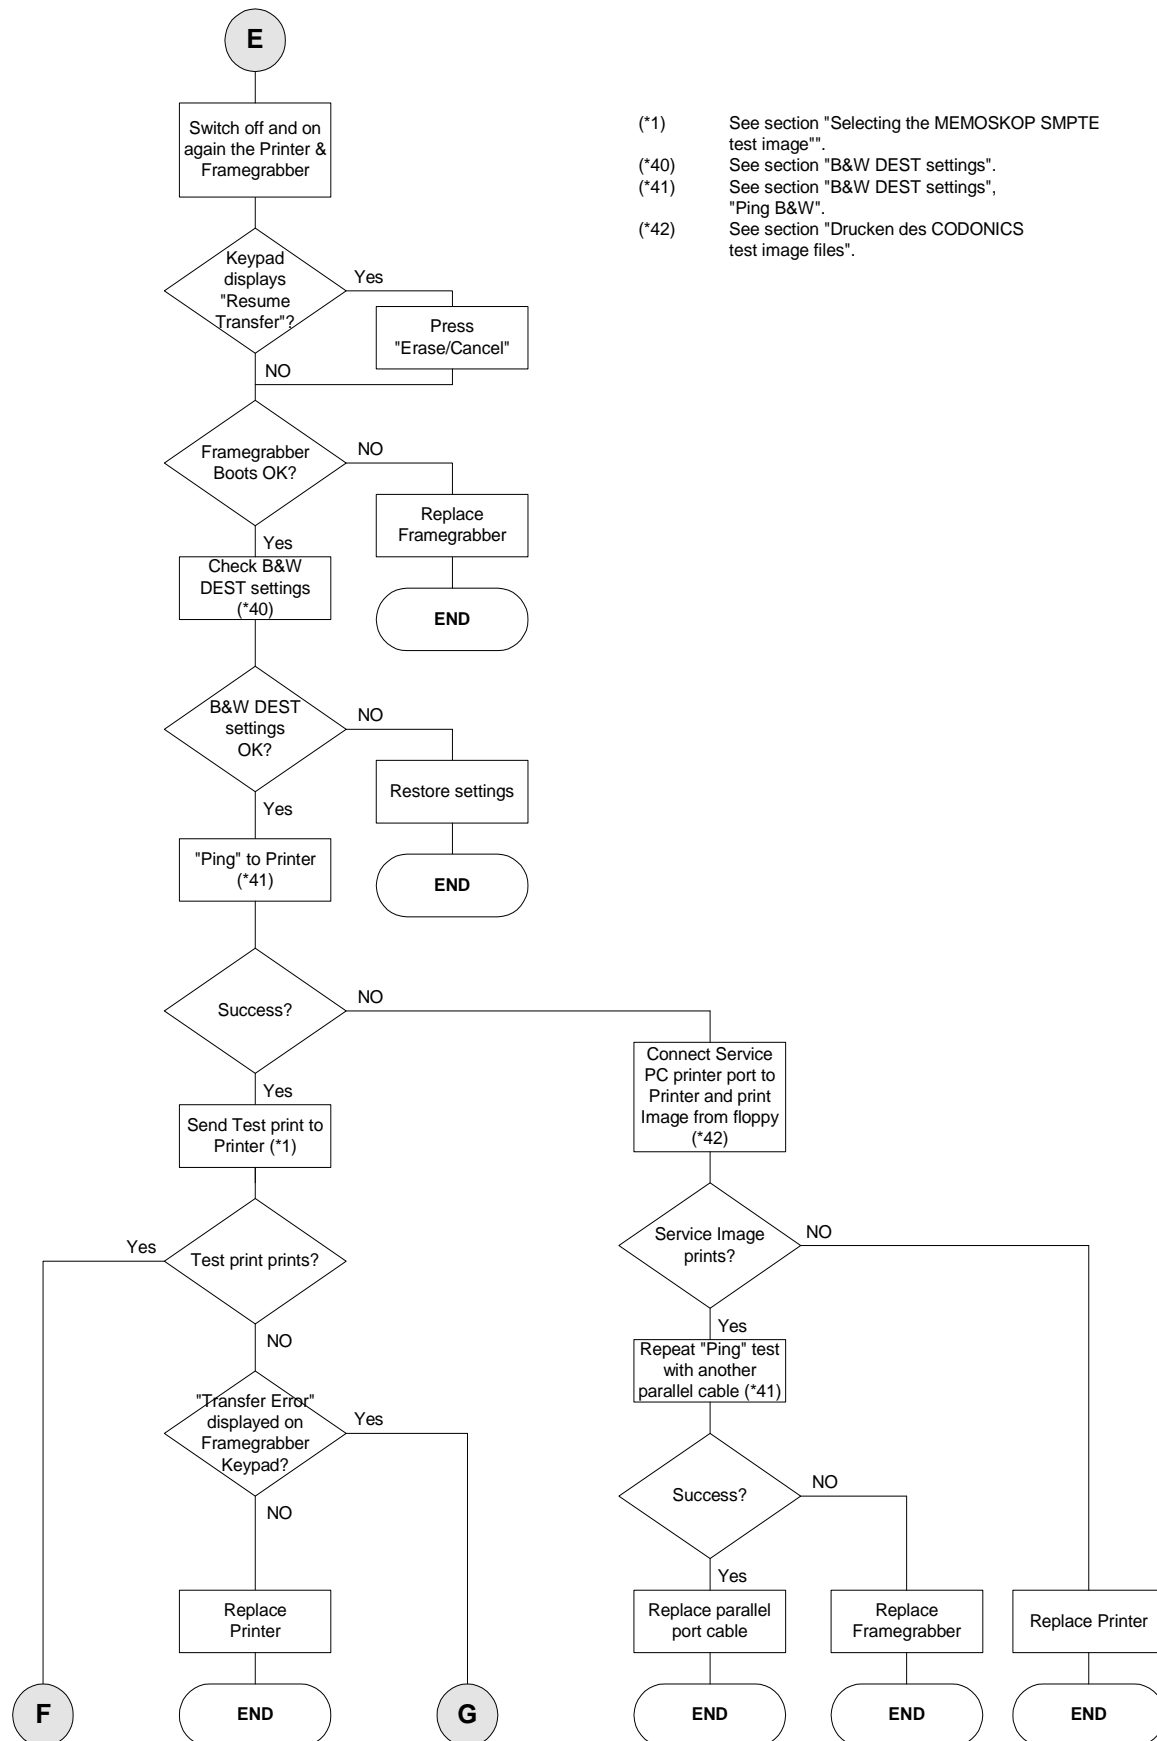 E
Switch off and on
again the Printer &
Framegrabber
(*1) See section "Selecting the MEMOSKOP SMPTE
test image"".
(*40) See section "B&W DEST settings".
(*41) See section "B&W DEST settings",
"Ping B&W".
(*42) See section "Drucken des CODONICS
test image files".
Keypad
displays
"Resume
Transfer"?
Yes
Press
"Erase/Cancel"
NO
Framegrabber
Boots OK?
NO
Replace
Framegrabber
END
Yes
Check B&W
DEST settings
(*40)
B&W DEST
settings
OK?
NO
Restore settings
END
Yes
"Ping" to Printer
(*41)
Success?
NO
Connect Service
PC printer port to
Printer and print
Image from floppy
(*42)
Yes
Send Test print to
Printer (*1)
Test print prints?
Yes
NO
Service Image
prints?
NO
Yes
Repeat "Ping" test
with another
parallel cable (*41)
"Transfer Error"
displayed on
Framegrabber
Keypad?
Yes
NO
Success?
NO
Yes
Replace
Printer
Replace parallel
port cable
Replace
Framegrabber
Replace Printer
F
END
G
END
END
END